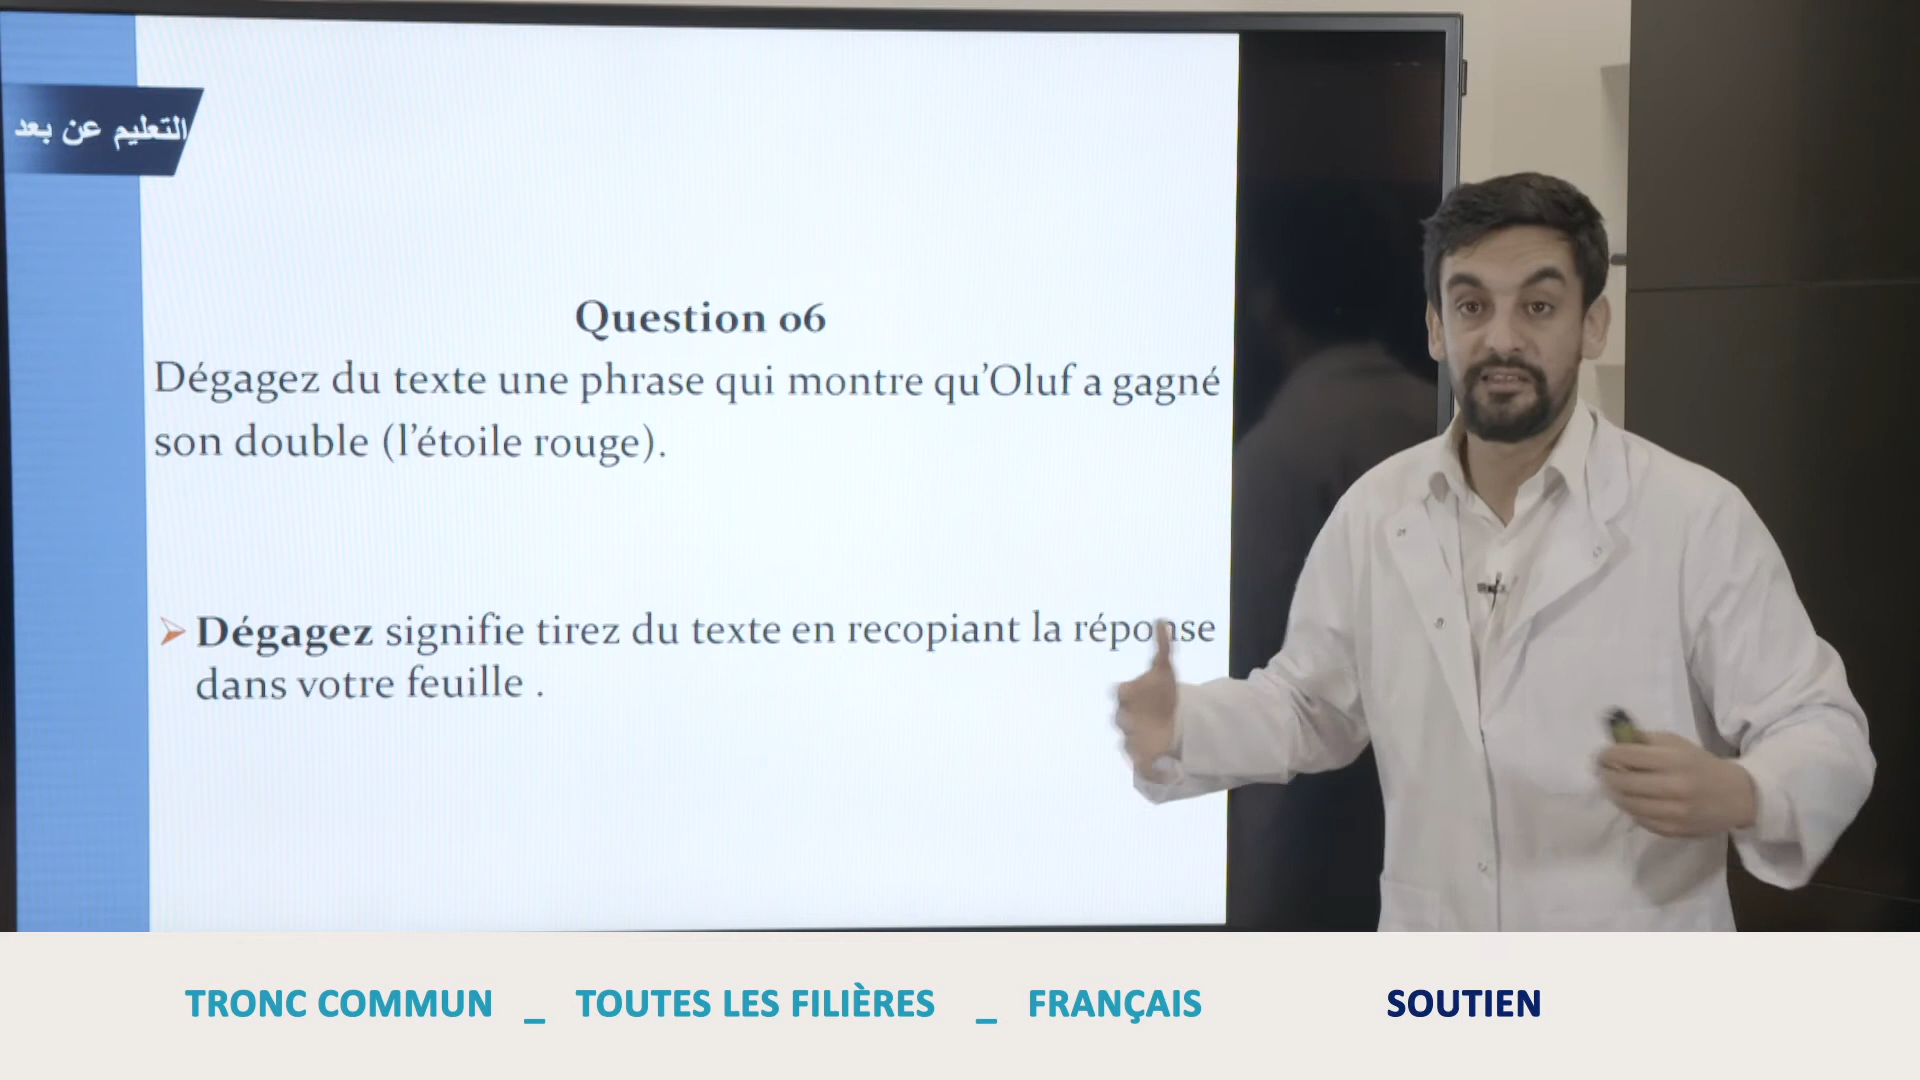 التعليم عن بعد
Question 06
Dégagez du texte une phrase qui montre qu'Oluf a gagné
son double (l'étoile rouge).
Dégagez signifie tirez du texte en recopiant la réponse
dans votre feuille .
TRONC COMMUN _ TOUTES LES FILIÈRES _ FRANÇAIS SOUTIEN